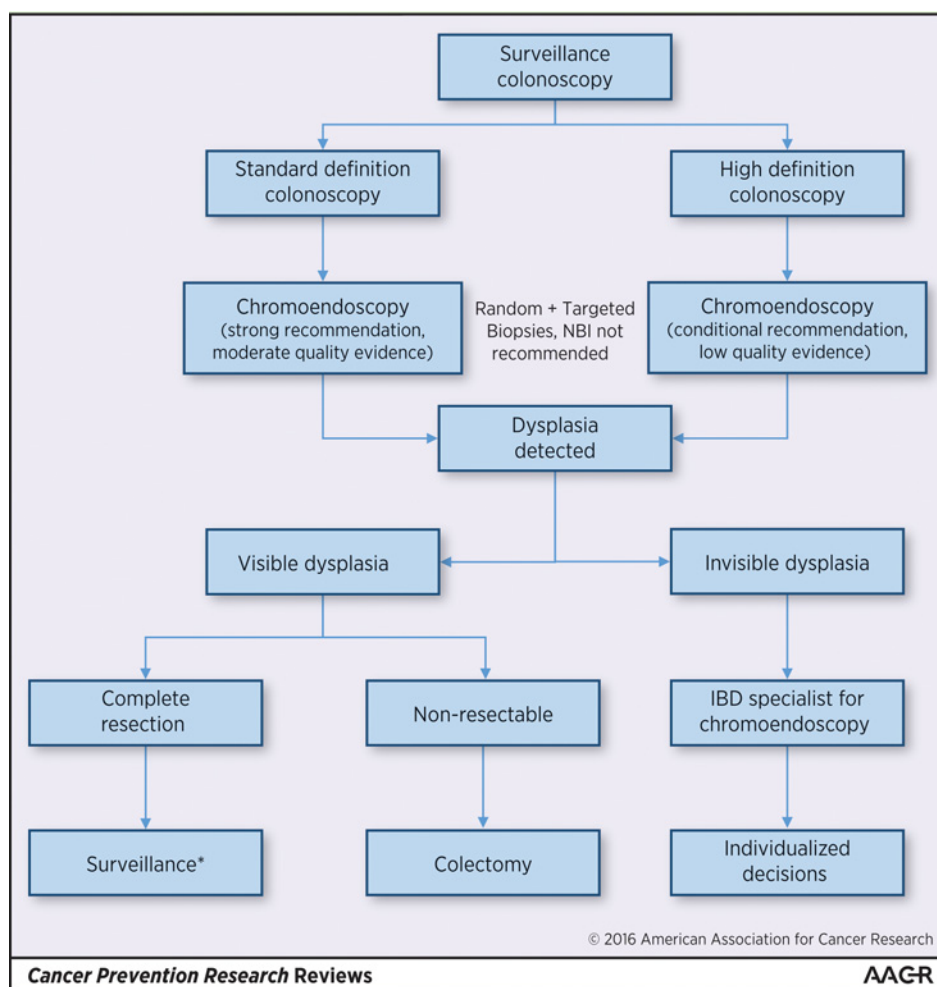 Surveillance
colonoscopy
Standard definition
colonoscopy
High definition
colonoscopy
Chromoendoscopy
(strong recommendation,
moderate quality evidence)
Random + Targeted
Biopsies, NBI not
recommended
Chromoendoscopy
(conditional recommendation,
low quality evidence)
Dysplasia
detected
Visible dysplasia
Invisible dysplasia
Complete
resection
Non-resectable
IBD specialist for
chromoendoscopy
Surveillance*
Colectomy
Individualized
decisions
© 2016 American Association for Cancer Research
Cancer Prevention Research Reviews
AACR